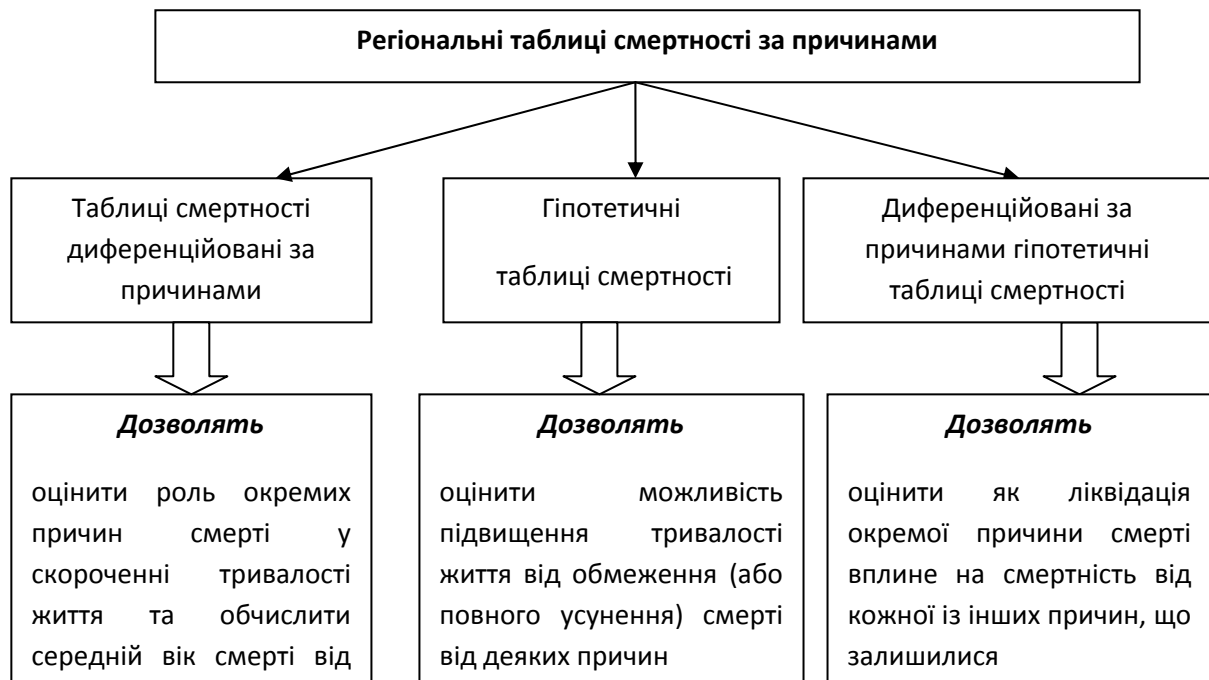 Регіональні таблиці смертності за причинами
Таблиці смертності
диференційовані за
причинами
Гіпотетичні
таблиці смертності
Диференційовані за
причинами гіпотетичні
таблиці смертності
Дозволять
оцінити роль окремих
причин смерті у
скороченні тривалості
життя та обчислити
середній вік смерті від
Дозволять
оцінити можливість
підвищення тривалості
життя від обмеження (або
повного усунення) смерті
від деяких причин
Дозволять
оцінити як ліквідація
окремої причини смерті
вплине на смертність від
кожної із інших причин, що
залишилися